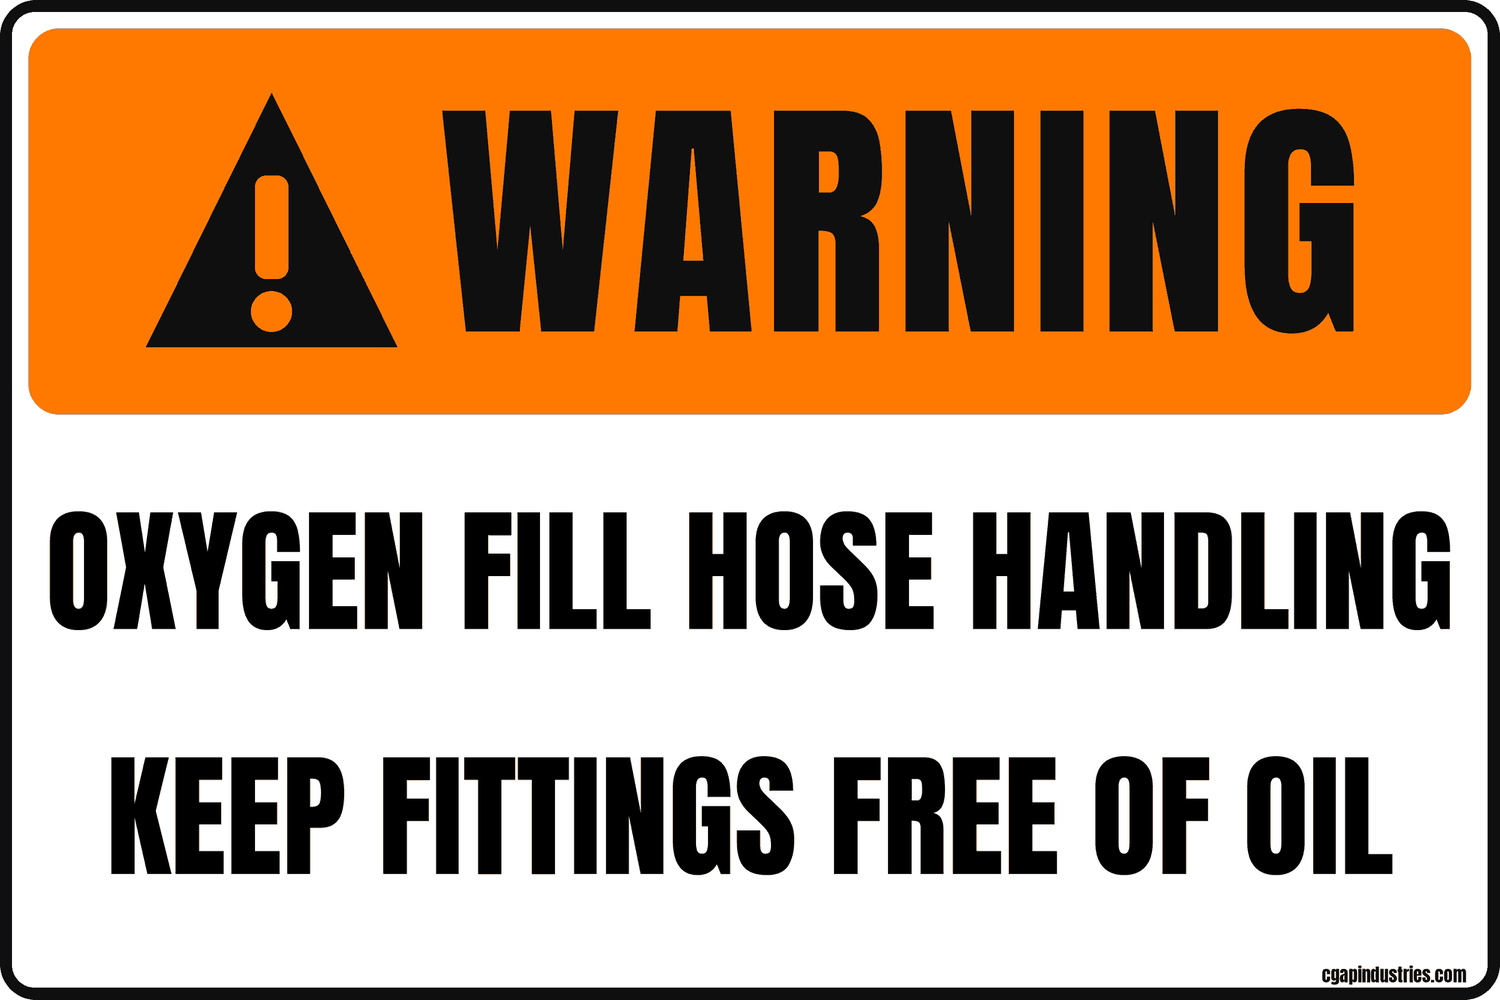 WARNING
OXYGEN FILL HOSE HANDLING
KEEP FITTINGS FREE OF OIL
cgapindustries.com